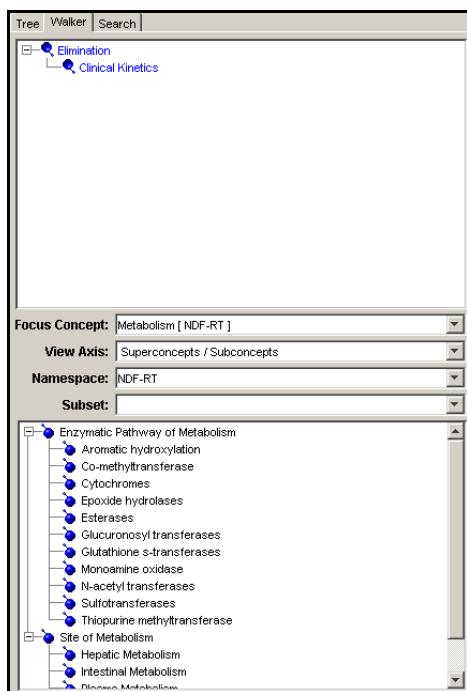 Tree Walker Search
Elimination
Clinical Kinetics
Focus Concept: Metabolism [ NDF-RT ]
View Axis: Superconcepts / Subconcepts
Namespace: NDF-RT
Subset:
Enzymatic Pathway of Metabolism
Aromatic hydroxylation
Co-methyltransferase
Cytochromes
Epoxide hydrolases
Esterases
Glucuronosyl transferases
Glutathione s-transferases
Monoamine oxidase
N-acetyl transferases
Sulfotransferases
Thiopurine methyltransferase
Site of Metabolism
Hepatic Metabolism
Intestinal Metabolism
Plasma Metabolism